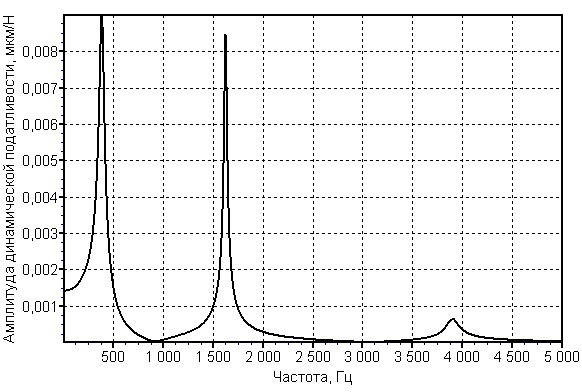 Амплитуда динамической податливости, мкм/Н
0,008
0,007
0,006
0,005
0,004
0,003
0,002
0,001
500 1 000 1 500 2 000 2 500 3 000 3 500 4 000 4 500 5 000
Частота, Гц